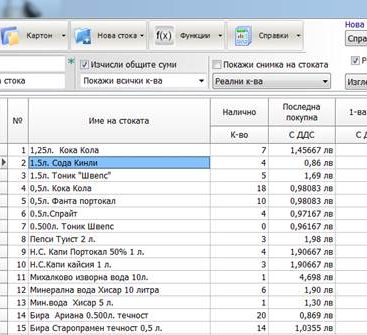 Нова
Картон Нова стока f(x) Функции Справки Спра
* Изчисли общите суми Покажи снимка на стоката
а стока Покажи всички к-ва Реални к-ва Изгле
№ Име на стоката Налично Последна покупна 1-ва
К-во С ДДС С ДД
1 1,25л. Кока Кола 7 1,45667 лв
2 1.5л. Сода Кинли 4 0,86 лв
3 1.5л. Тоник "Швепс" 5 1,69 лв
4 0,5л. Кока Кола 18 0,98083 лв
5 0,5л. Фанта портокал 10 0,98083 лв
6 0.5л.Спрайт 4 0,97167 лв
7 0.500л. Тоник Швепс 0 0,96167 лв
8 Пепси Туист 2 л. 3 1,98 лв
9 Н.С. Капи Портокал 50% 1 л. 4 1,90667 лв
10 Н.С.Капи кайсия 1 л. 3 1,90667 лв
11 Михалково изворна вода 10л. 1 4,698 лв
12 Минерална вода Хисар 10 литра 6 1,90 лв
13 Мин.вода Хисар 5 л. 1 1,30 лв
14 Бира Ариана 0.500л. течност 20 0,869 лв
15 Бира Старопрамен течност 0,5 л. 14 1,0355 лв